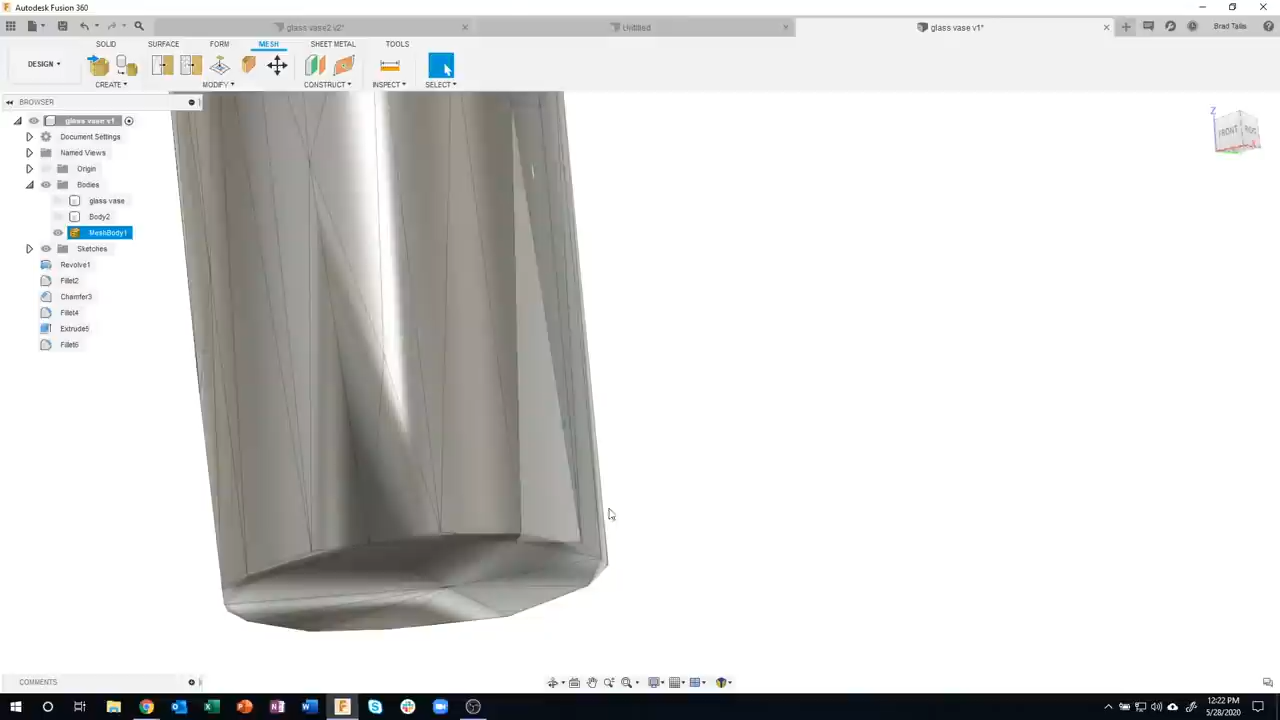 Autodesk Fusion 360
glass vase2 v2*
Untitled
glass vase v1*
Brad Tallis
SOLID SURFACE FORM MESH SHEET METAL TOOLS
DESIGN
CREATE MODIFY CONSTRUCT INSPECT SELECT
BROWSER
glass vase v1
Document Settings
Named Views
Origin
Bodies
glass vase
Body2
MeshBody1
Sketches
Revolve1
Fillet2
Chamfer3
Fillet4
Extrude5
Fillet6
Z
FRONT
COMMENTS
12:22 PM
5/28/2020